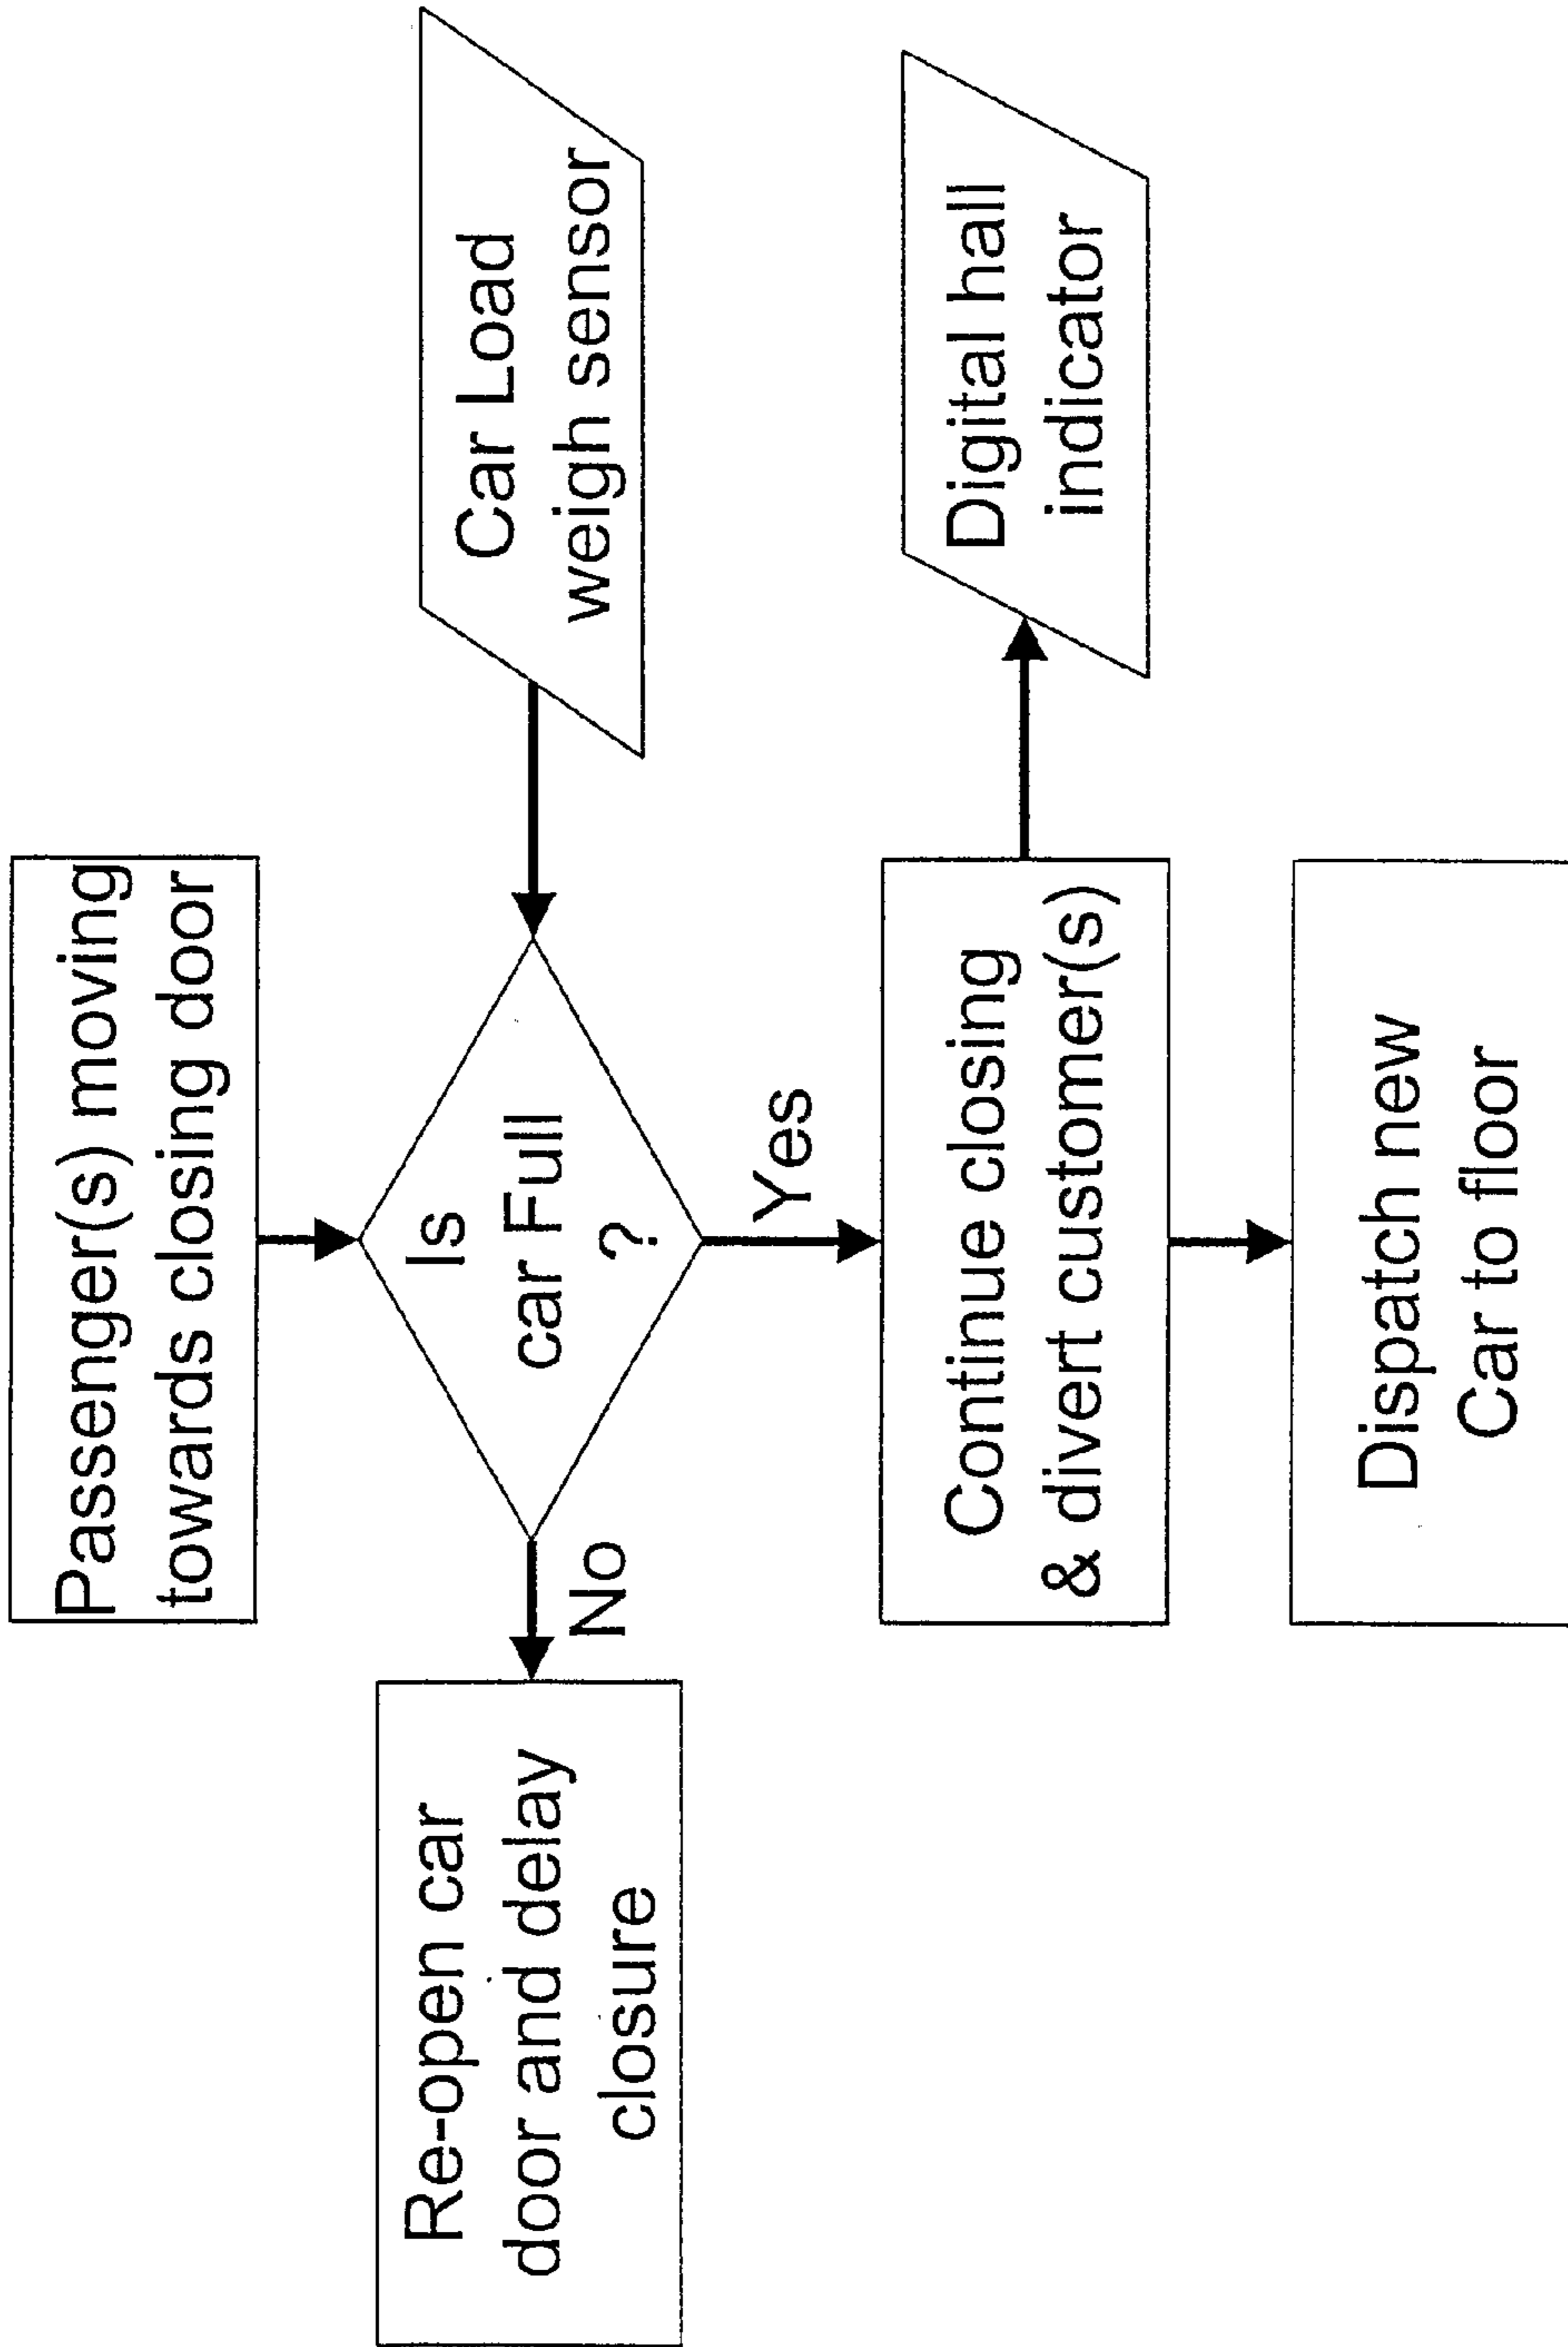 Passenger(s) moving
towards closing door
Is
car Full
?
Car Load
weigh sensor
No
Re-open car
door and delay
closure
Yes
Continue closing
& divert customer(s)
Digital hall
indicator
Dispatch new
Car to floor